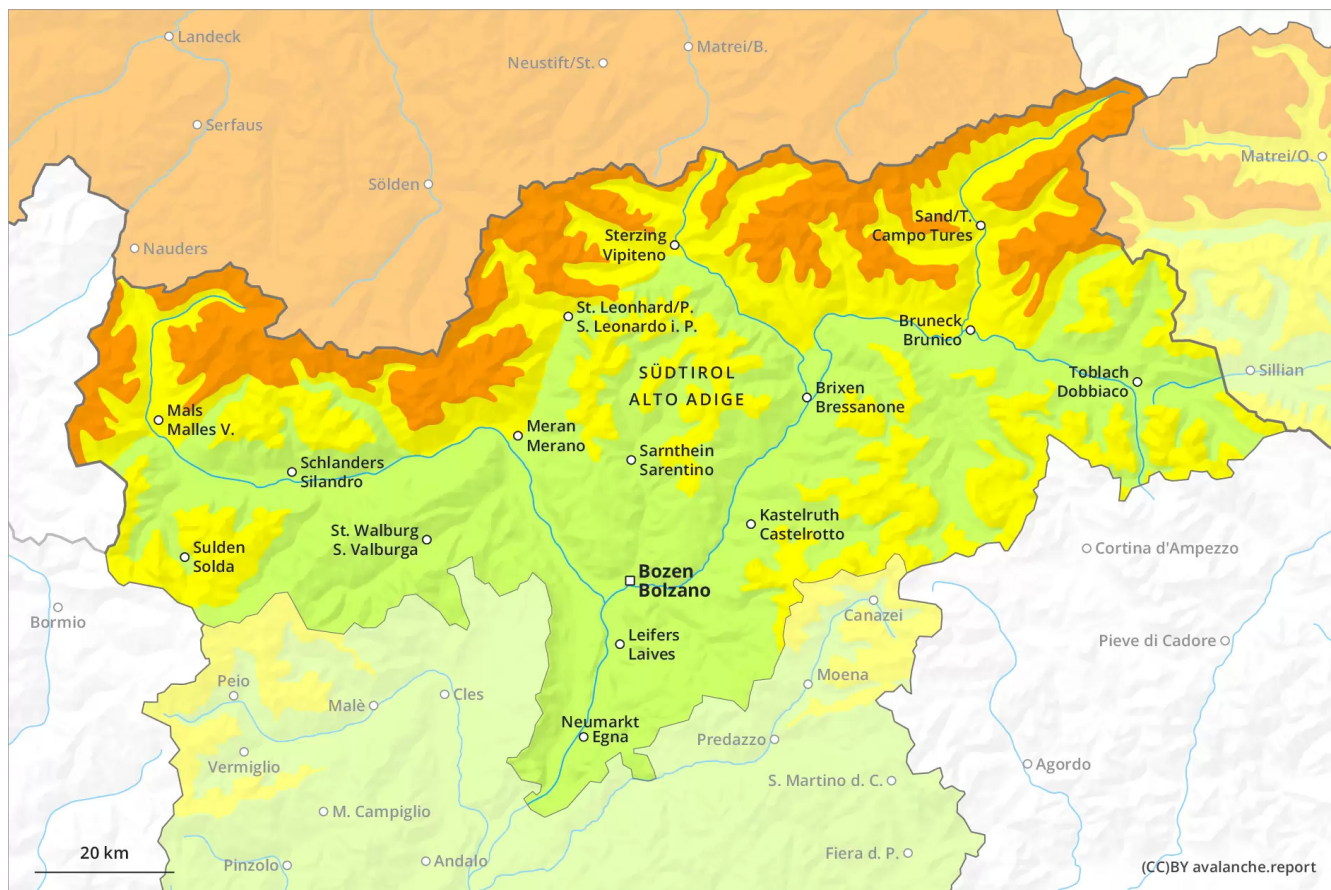 Landeck
Matrei/B.
Neustift/St.
Serfaus
Matrei/O.
Sölden
Sand/T.
Campo Tures
Sterzing
Vipiteno
Nauders
St. Leonhard/P.
S. Leonardo i. P.
Bruneck
Brunico
SÜDTIROL
ALTO ADIGE
Toblach
Dobbiaco
Sillian
Brixen
Bressanone
Mals
Malles V.
Meran
Merano
Sarnthein
Sarentino
Schlanders
Silandro
Kastelruth
Castelrotto
St. Walburg
S. Valburga
Sulden
Solda
Cortina d'Ampezzo
Bozen
Bolzano
Bormio
Canazei
Leifers
Laives
Pieve di Cadore
Peio
Moena
Malè
Cles
Neumarkt
Egna
Predazzo
Vermiglio
Agordo
S. Martino d. C.
M. Campiglio
20 km
Pinzolo
Andalo
Fiera d. P.
(CC)BY avalanche.report